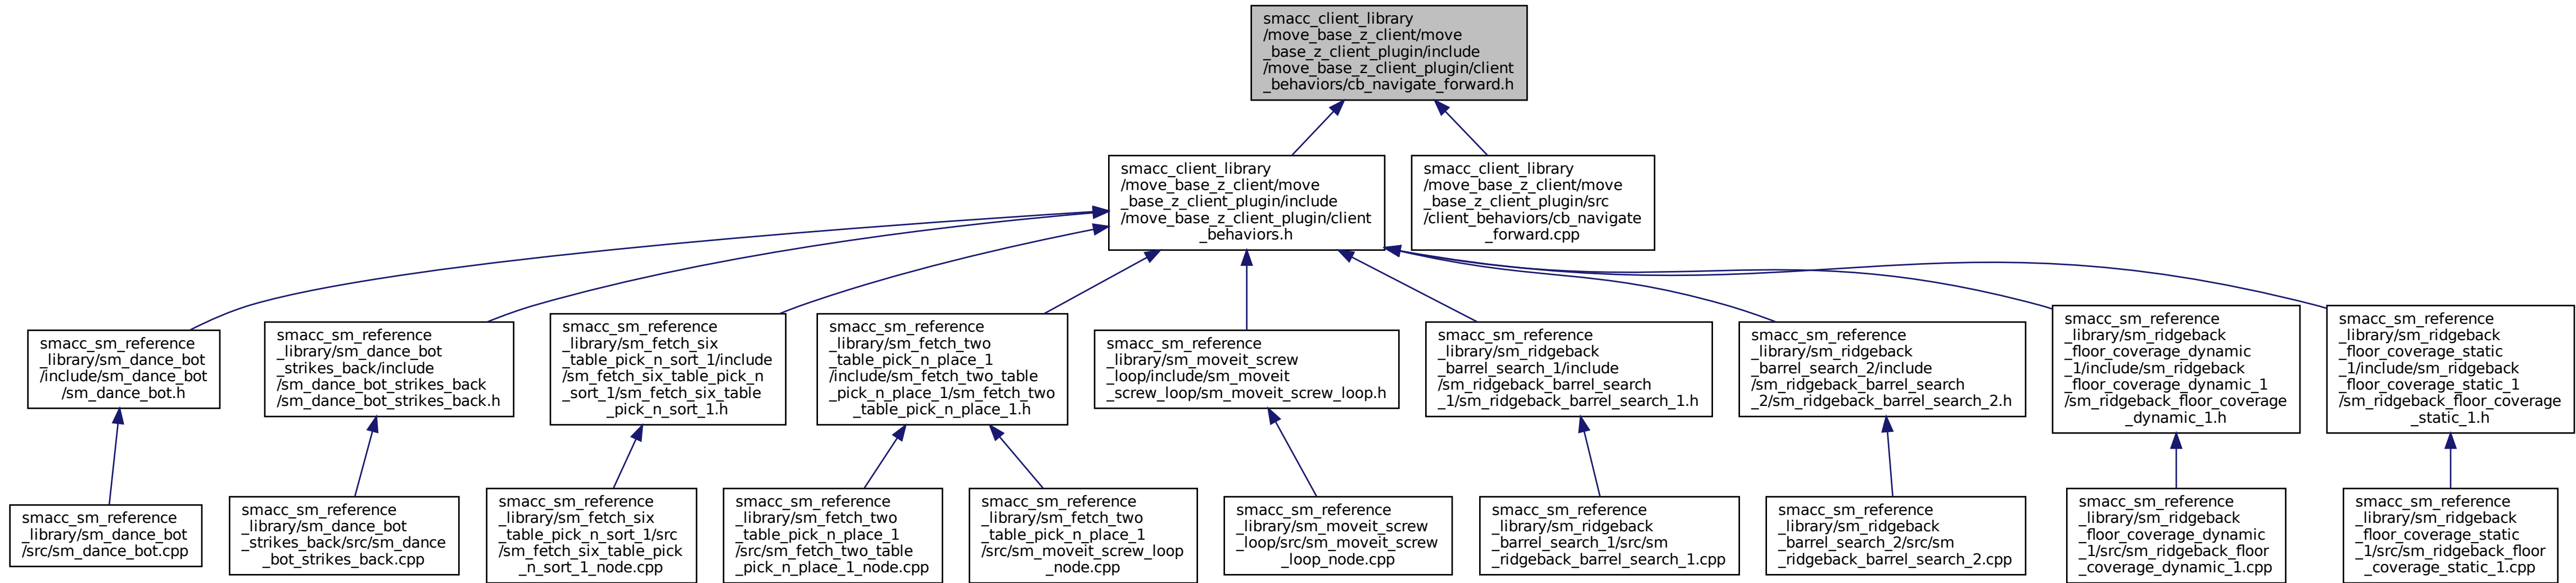 smacc_client_library
/move_base_z_client/move
_base_z_client_plugin/include
/move_base_z_client_plugin/client
_behaviors/cb_navigate_forward.h
smacc_client_library
/move_base_z_client/move
_base_z_client_plugin/include
/move_base_z_client_plugin/client
_behaviors.h
smacc_client_library
/move_base_z_client/move
_base_z_client_plugin/src
/client_behaviors/cb_navigate
_forward.cpp
smacc_sm_reference
_library/sm_dance_bot
/include/sm_dance_bot
/sm_dance_bot.h
smacc_sm_reference
_library/sm_dance_bot
_strikes_back/include
/sm_dance_bot_strikes_back
/sm_dance_bot_strikes_back.h
smacc_sm_reference
_library/sm_fetch_six
_table_pick_n_sort_1/include
/sm_fetch_six_table_pick_n
_sort_1/sm_fetch_six_table
_pick_n_sort_1.h
smacc_sm_reference
_library/sm_fetch_two
_table_pick_n_place_1
/include/sm_fetch_two_table
_pick_n_place_1/sm_fetch_two
_table_pick_n_place_1.h
smacc_sm_reference
_library/sm_moveit_screw
_loop/include/sm_moveit
_screw_loop/sm_moveit_screw_loop.h
smacc_sm_reference
_library/sm_ridgeback
_barrel_search_1/include
/sm_ridgeback_barrel_search
_1/sm_ridgeback_barrel_search_1.h
smacc_sm_reference
_library/sm_ridgeback
_barrel_search_2/include
/sm_ridgeback_barrel_search
_2/sm_ridgeback_barrel_search_2.h
smacc_sm_reference
_library/sm_ridgeback
_floor_coverage_dynamic
_1/include/sm_ridgeback
_floor_coverage_dynamic_1
/sm_ridgeback_floor_coverage
_dynamic_1.h
smacc_sm_reference
_library/sm_ridgeback
_floor_coverage_static
_1/include/sm_ridgeback
_floor_coverage_static_1
/sm_ridgeback_floor_coverage
_static_1.h
smacc_sm_reference
_library/sm_dance_bot
/src/sm_dance_bot.cpp
smacc_sm_reference
_library/sm_dance_bot
_strikes_back/src/sm_dance
_bot_strikes_back.cpp
smacc_sm_reference
_library/sm_fetch_six
_table_pick_n_sort_1/src
/sm_fetch_six_table_pick
_n_sort_1_node.cpp
smacc_sm_reference
_library/sm_fetch_two
_table_pick_n_place_1
/src/sm_fetch_two_table
_pick_n_place_1_node.cpp
smacc_sm_reference
_library/sm_fetch_two
_table_pick_n_place_1
/src/sm_moveit_screw_loop
_node.cpp
smacc_sm_reference
_library/sm_moveit_screw
_loop/src/sm_moveit_screw
_loop_node.cpp
smacc_sm_reference
_library/sm_ridgeback
_barrel_search_1/src/sm
_ridgeback_barrel_search_1.cpp
smacc_sm_reference
_library/sm_ridgeback
_barrel_search_2/src/sm
_ridgeback_barrel_search_2.cpp
smacc_sm_reference
_library/sm_ridgeback
_floor_coverage_dynamic
_1/src/sm_ridgeback_floor
_coverage_dynamic_1.cpp
smacc_sm_reference
_library/sm_ridgeback
_floor_coverage_static
_1/src/sm_ridgeback_floor
_coverage_static_1.cpp